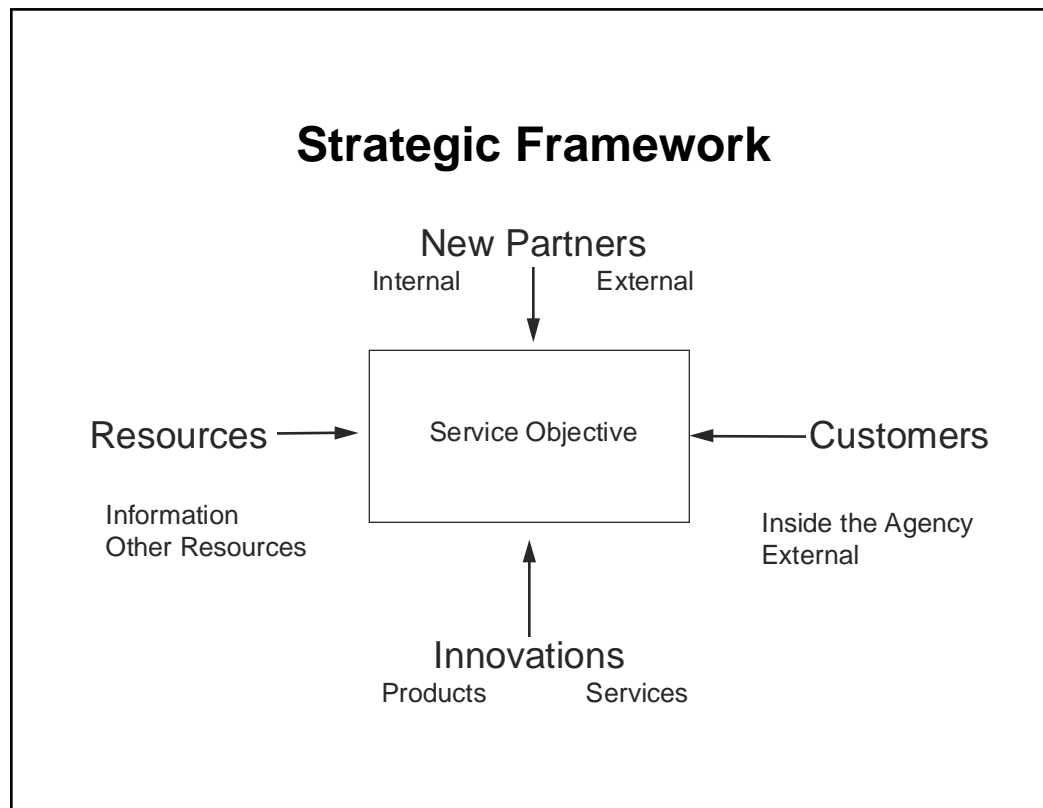 Strategic Framework
New Partners
Internal External
Resources
Service Objective
Customers
Information
Other Resources
Inside the Agency
External
Innovations
Products Services